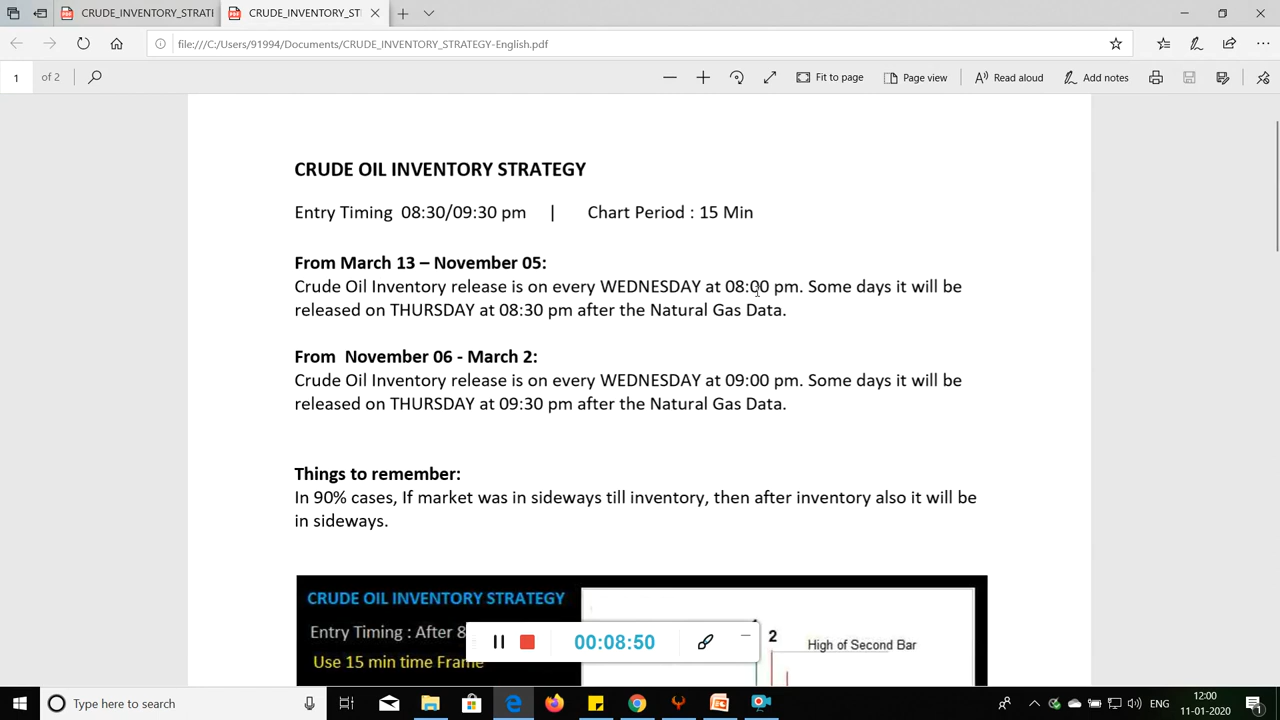 CRUDE_INVENTORY_STRATI
CRUDE_INVENTORY_STI
file:///C:/Users/91994/Documents/CRUDE_INVENTORY_STRATEGY-English.pdf
1 of 2
Fit to page
Page view
Read aloud
Add notes
CRUDE OIL INVENTORY STRATEGY
Entry Timing 08:30/09:30 pm | Chart Period : 15 Min
From March 13 – November 05:
Crude Oil Inventory release is on every WEDNESDAY at 08:00 pm. Some days it will be
released on THURSDAY at 08:30 pm after the Natural Gas Data.
From November 06 - March 2:
Crude Oil Inventory release is on every WEDNESDAY at 09:00 pm. Some days it will be
released on THURSDAY at 09:30 pm after the Natural Gas Data.
Things to remember:
In 90% cases, If market was in sideways till inventory, then after inventory also it will be
in sideways.
CRUDE OIL INVENTORY STRATEGY
Entry Timing : After 8
Use 15 min time Frame
2
High of Second Bar
00:08:50
Type here to search
ENG
12:00
11-01-2020
1